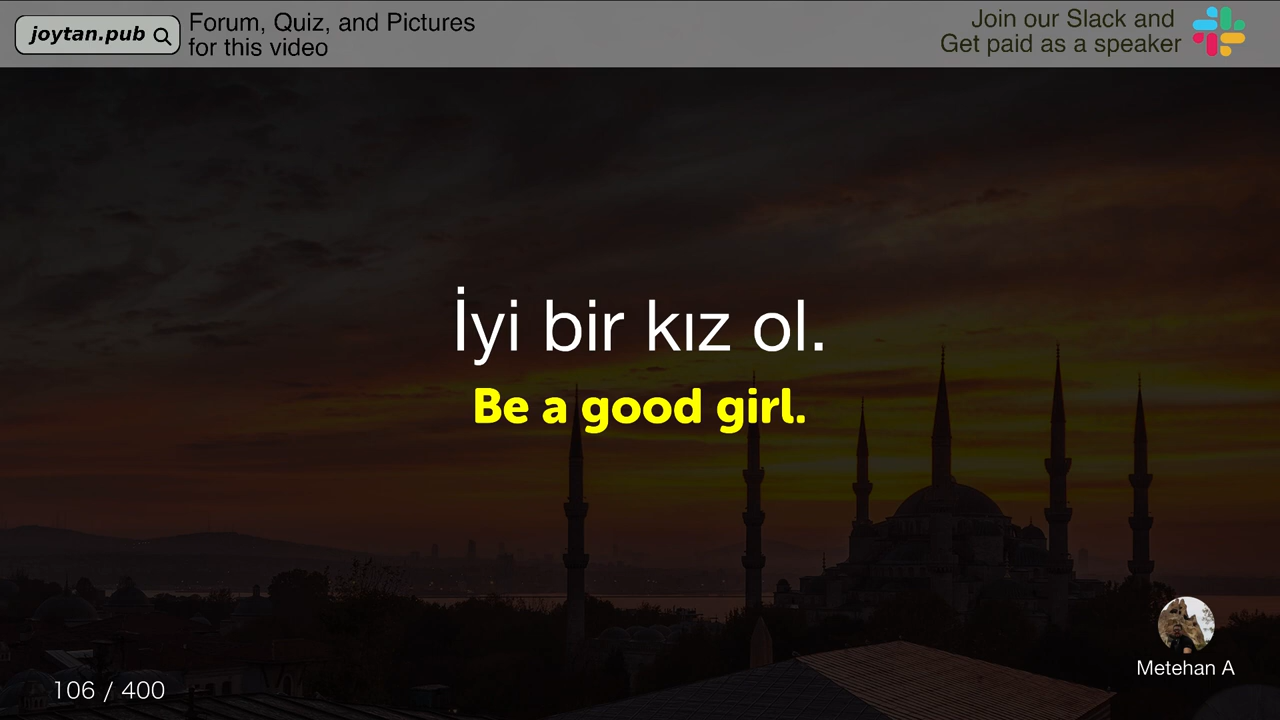 joytan.pub
Forum, Quiz, and Pictures
for this video
Join our Slack and
Get paid as a speaker
İyi bir kız ol.
Be a good girl.
Metehan A
106 / 400